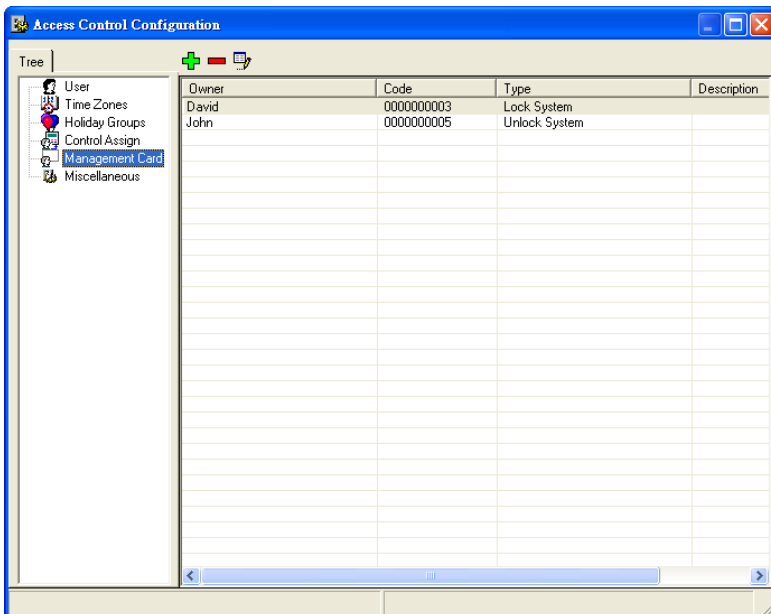 Access Control Configuration
Tree
User
Time Zones
Holiday Groups
Control Assign
Management Card
Miscellaneous
Owner Code Type Description
David 0000000003 Lock System
John 0000000005 Unlock System